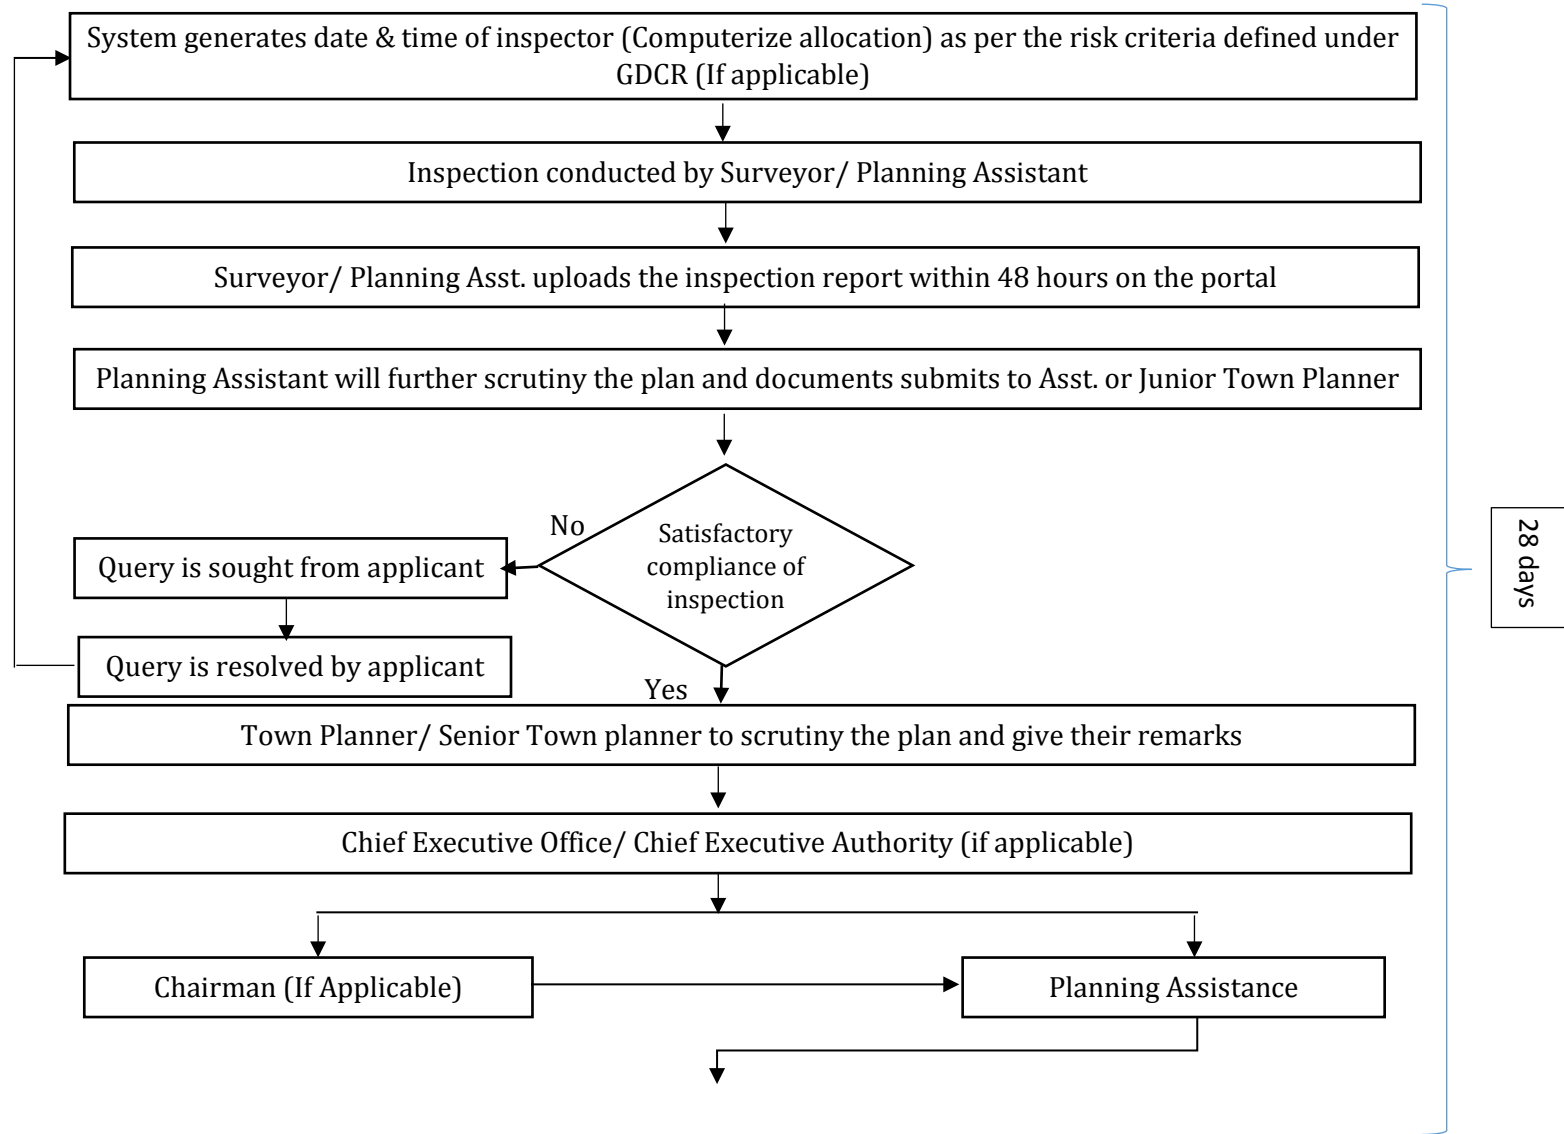 System generates date & time of inspector (Computerize allocation) as per the risk criteria defined under
GDCR (If applicable)
Inspection conducted by Surveyor/ Planning Assistant
Surveyor/ Planning Asst. uploads the inspection report within 48 hours on the portal
Planning Assistant will further scrutiny the plan and documents submits to Asst. or Junior Town Planner
No
Satisfactory
compliance of
inspection
Query is sought from applicant
28 days
Query is resolved by applicant
Yes
Town Planner/ Senior Town planner to scrutiny the plan and give their remarks
Chief Executive Office/ Chief Executive Authority (if applicable)
Chairman (If Applicable)
Planning Assistance